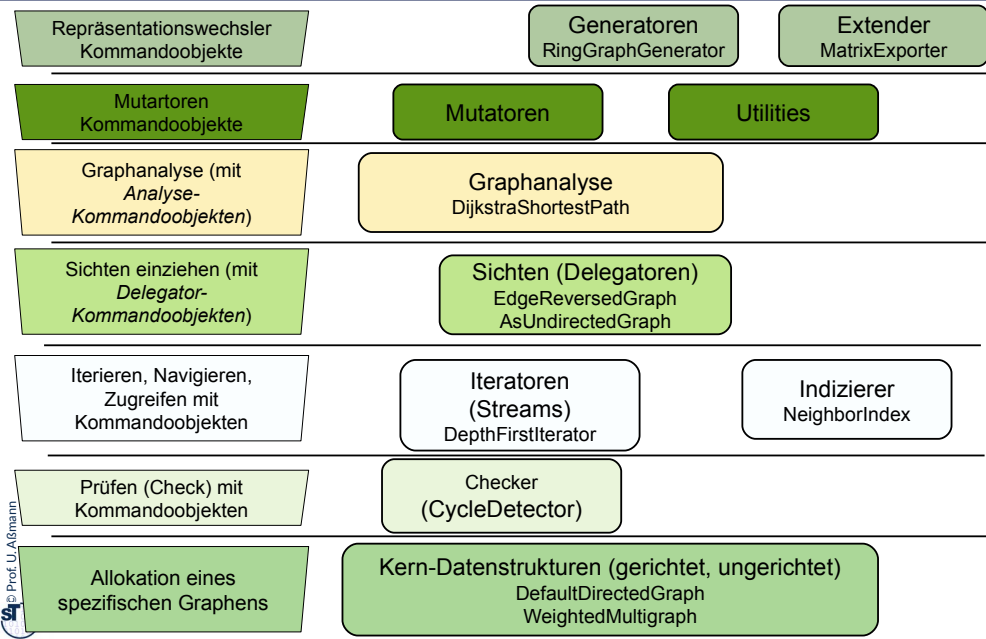 Repräsentationswechsler
Kommandoobjekte
Generatoren
RingGraphGenerator
Extender
MatrixExporter
Mutartoren
Kommandoobjekte
Mutatoren
Utilities
Graphanalyse (mit
Analyse-
Kommandoobjekten)
Graphanalyse
DijkstraShortestPath
Sichten einziehen (mit
Delegator-
Kommandoobjekten)
Sichten (Delegatoren)
EdgeReversedGraph
AsUndirectedGraph
Iterieren, Navigieren,
Zugreifen mit
Kommandoobjekten
Iteratoren
(Streams)
DepthFirstIterator
Indizierer
NeighborIndex
Prüfen (Check) mit
Kommandoobjekten
Checker
(CycleDetector)
Allokation eines
spezifischen Graphens
Kern-Datenstrukturen (gerichtet, ungerichtet)
DefaultDirectedGraph
WeightedMultigraph
© Prof. U. Aßmann
ST